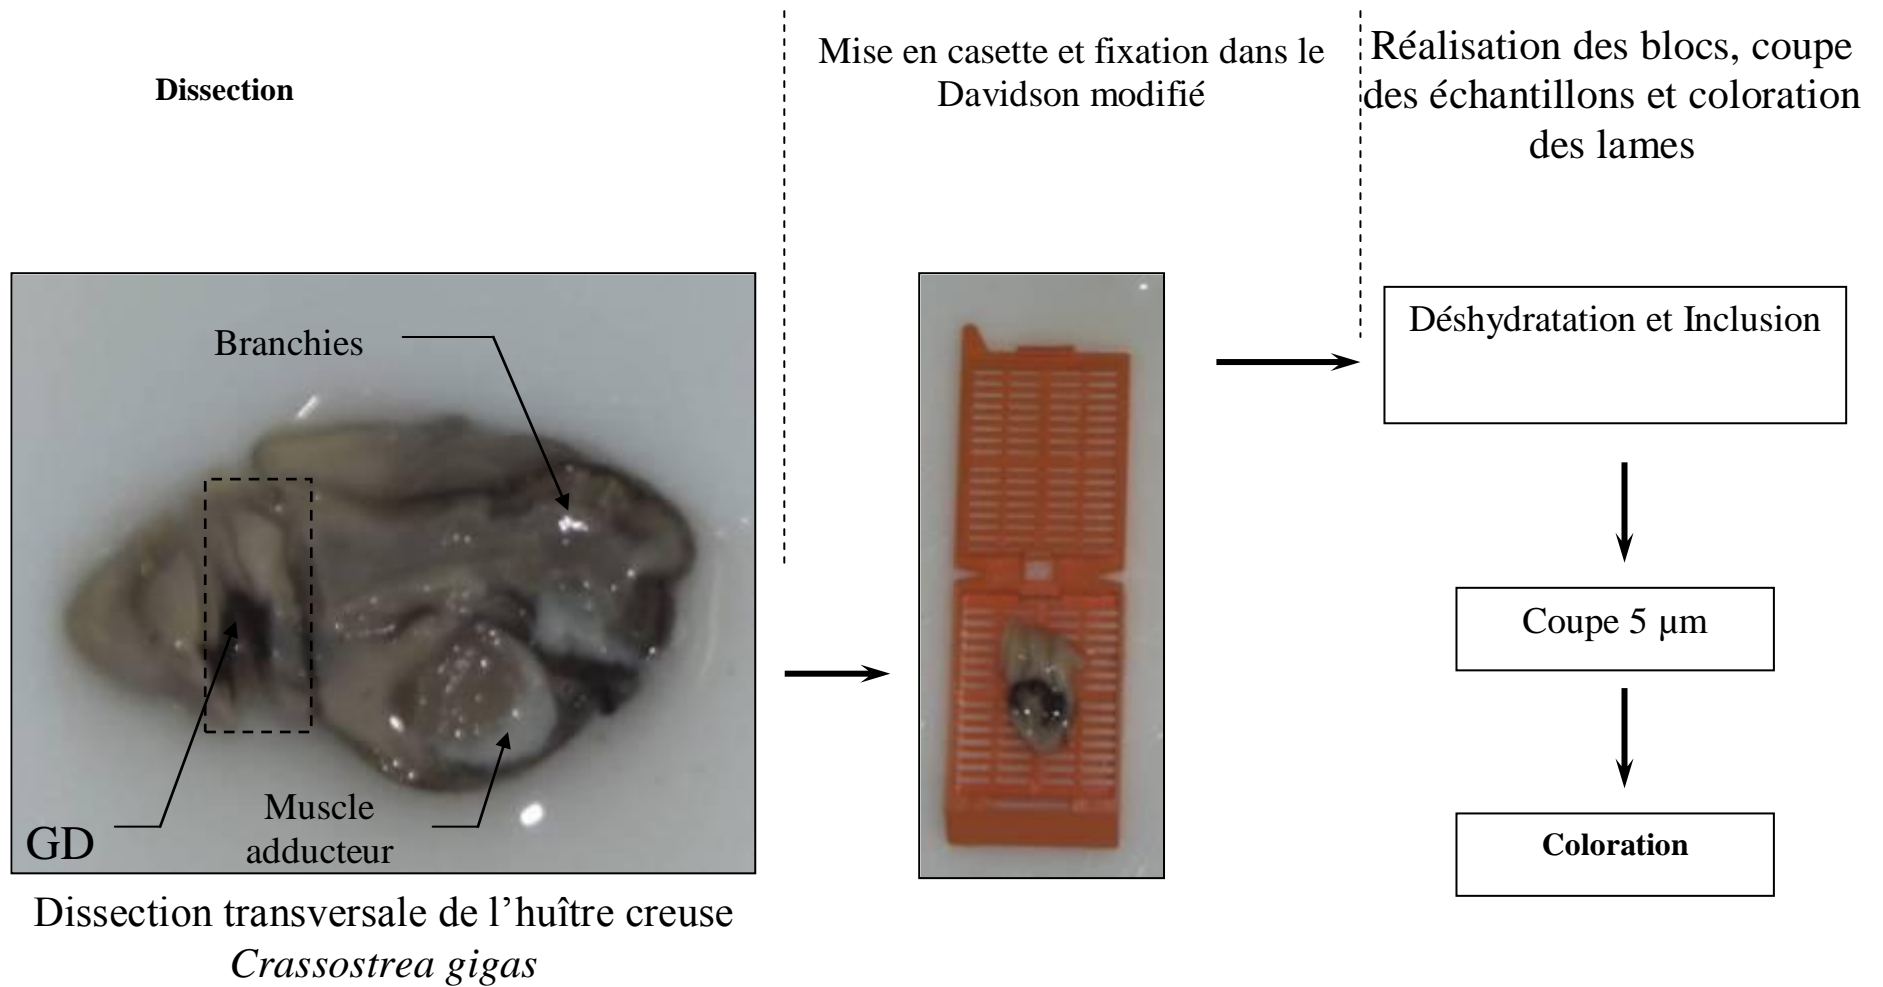 Dissection
Mise en casette et fixation dans le
Davidson modifié
Réalisation des blocs, coupe
des échantillons et coloration
des lames
Branchies
GD
Muscle
adducteur
Dissection transversale de l’huître creuse
Crassostrea gigas
Déshydratation et Inclusion
Coupe 5 µm
Coloration